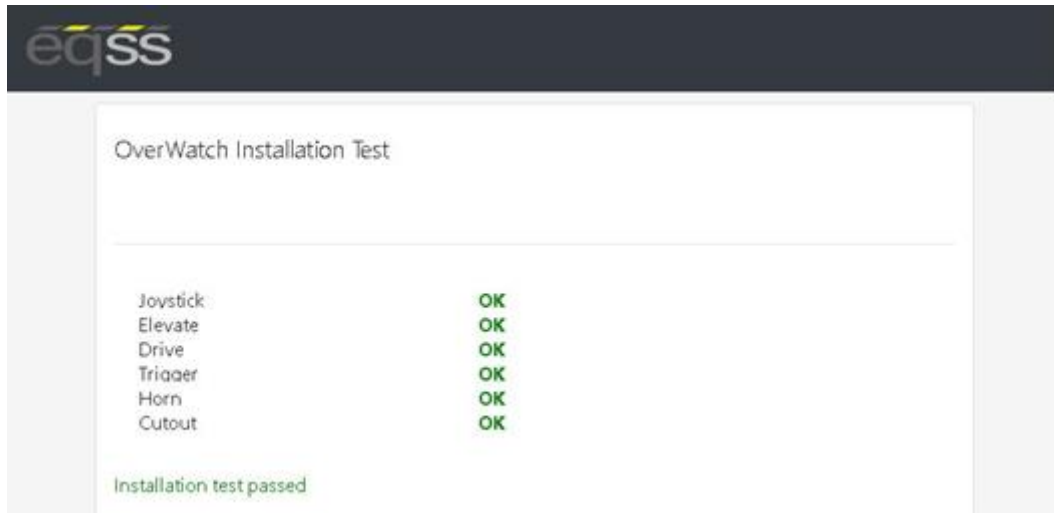 eqss
OverWatch Installation Test
Joystick OK
Elevate OK
Drive OK
Trigger OK
Horn OK
Cutout OK
Installation test passed